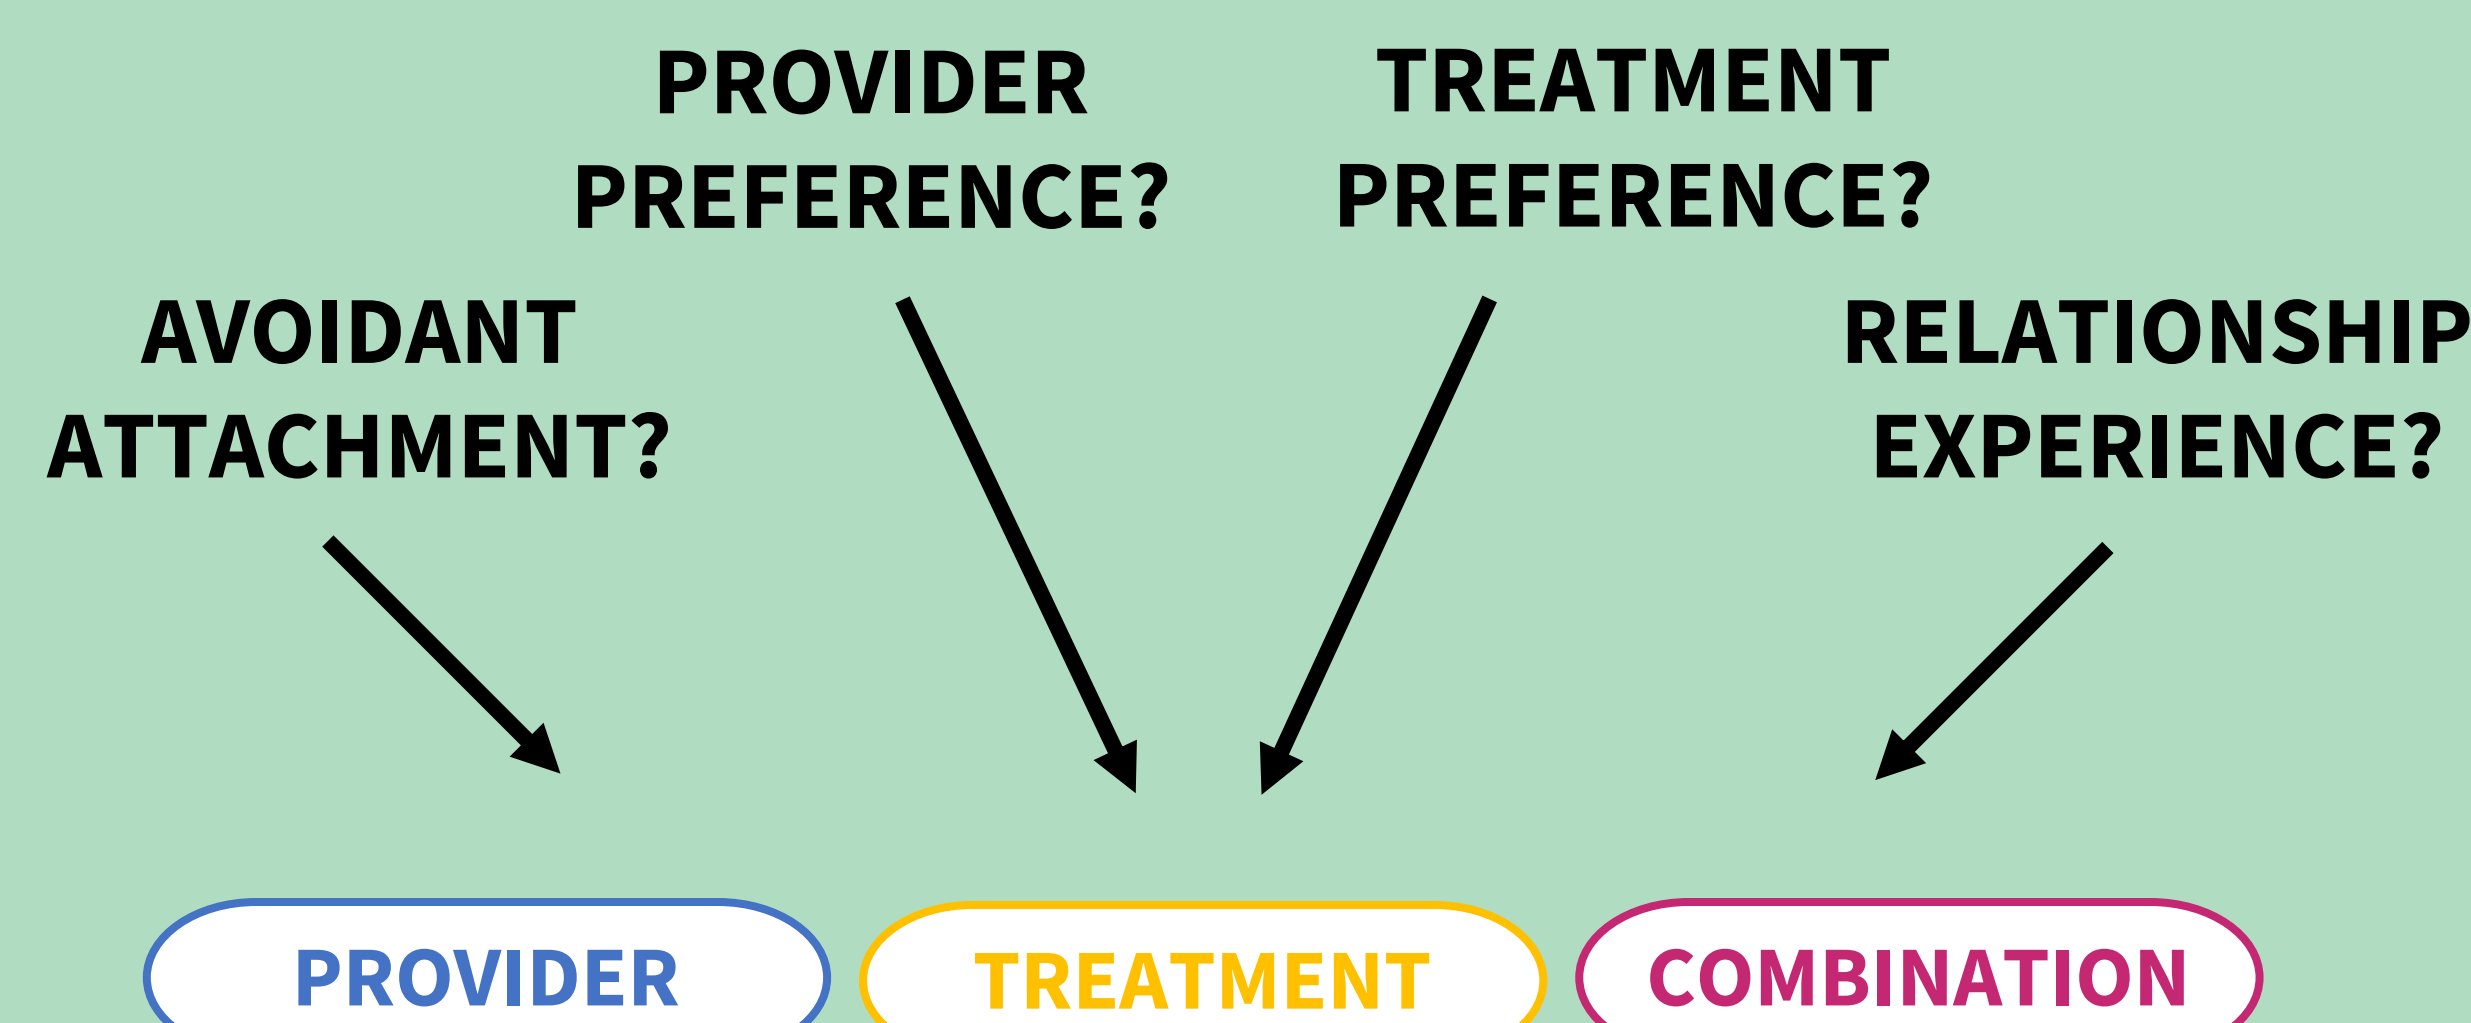 PROVIDER
PREFERENCE?
TREATMENT
PREFERENCE?
AVOIDANT
ATTACHMENT?
RELATIONSHIP
EXPERIENCE?
PROVIDER
TREATMENT
COMBINATION